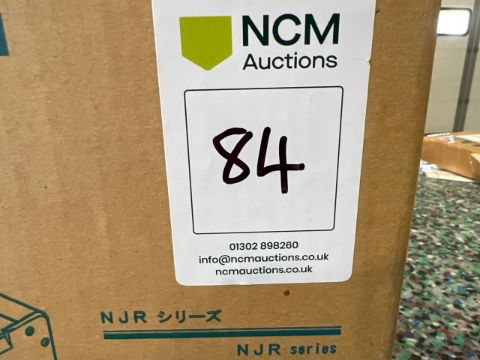 NCM
Auctions
84
01302 898260
info@ncmauctions.co.uk
ncmauctions.co.uk
NJR シリーズ
NJR series